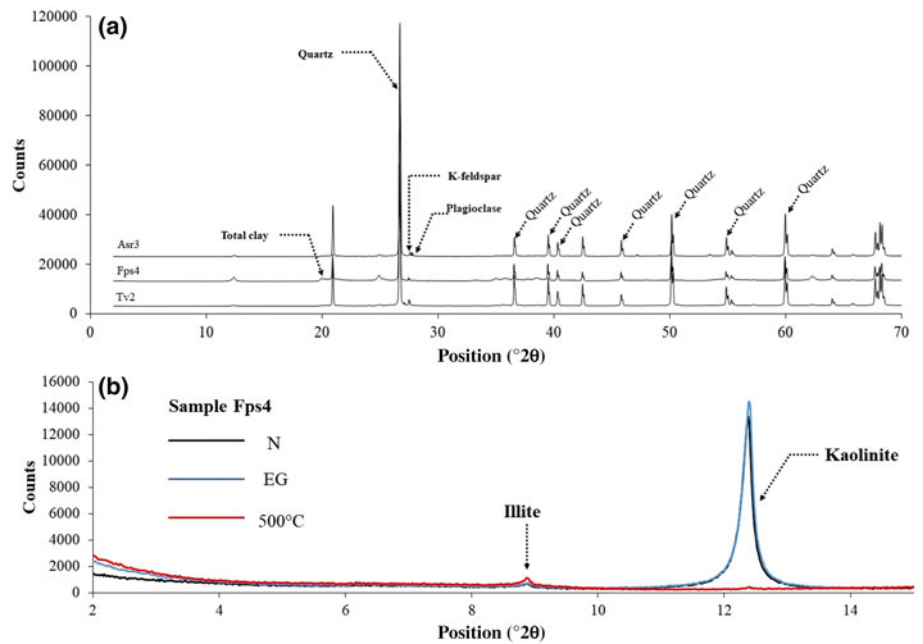 (a)
120000
100000
80000
60000
40000
20000
0
Counts
Quartz
K-feldspar
Plagioclase
Total clay
Quartz
Quartz
Quartz
Quartz
Quartz
Quartz
Quartz
Asr3
Fps4
Tv2
0 10 20 30 40 50 60 70
Position (°2θ)
(b)
16000
14000
12000
10000
8000
6000
4000
2000
0
Counts
Sample Fps4
N
EG
500°C
Illite
Kaolinite
2 4 6 8 10 12 14
Position (°2θ)